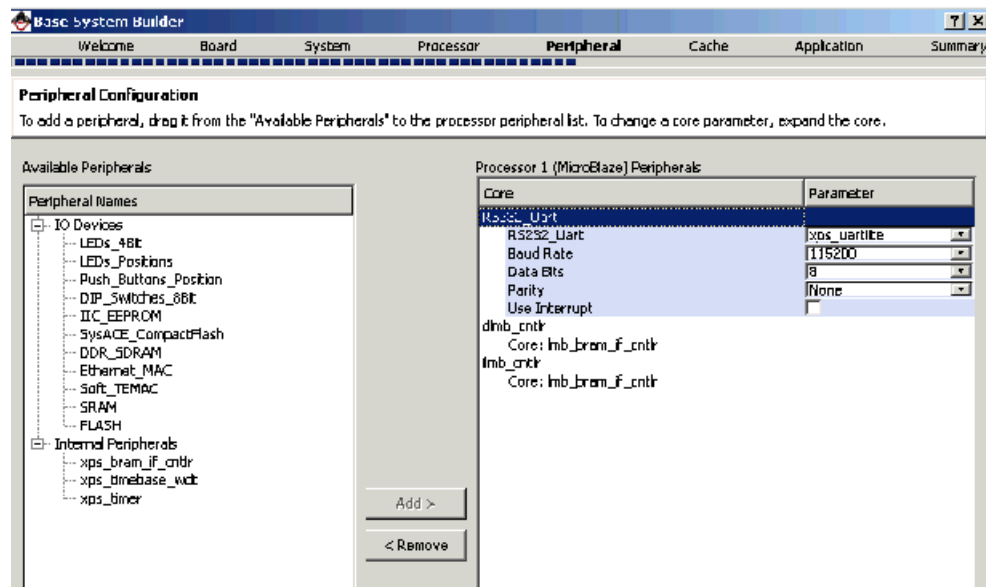 Base System Builder
Welcome Board System Processor Peripheral Cache Application Summary
Peripheral Configuration
To add a peripheral, drag it from the "Available Peripherals" to the processor peripheral list. To change a core parameter, expand the core.
Available Peripherals
Peripheral Names
IO Devices
LEDs_4Bit
LEDs_Positions
Push_Buttons_Position
DIP_Switches_8Bit
IIC_EEPROM
SysACE_CompactFlash
DDR_SDRAM
Ethernet_MAC
Soft_TEMAC
SRAM
FLASH
Internal Peripherals
xps_bram_if_cntlr
xps_timebase_wdt
xps_timer
Add >
< Remove
Processor 1 (MicroBlaze) Peripherals
Core Parameter
RS232_Uart
RS232_Uart xps_uartlite
Baud Rate 115200
Data Bits 8
Parity None
Use Interrupt
dlmb_cntlr
Core: lmb_bram_if_cntlr
ilmb_cntlr
Core: lmb_bram_if_cntlr